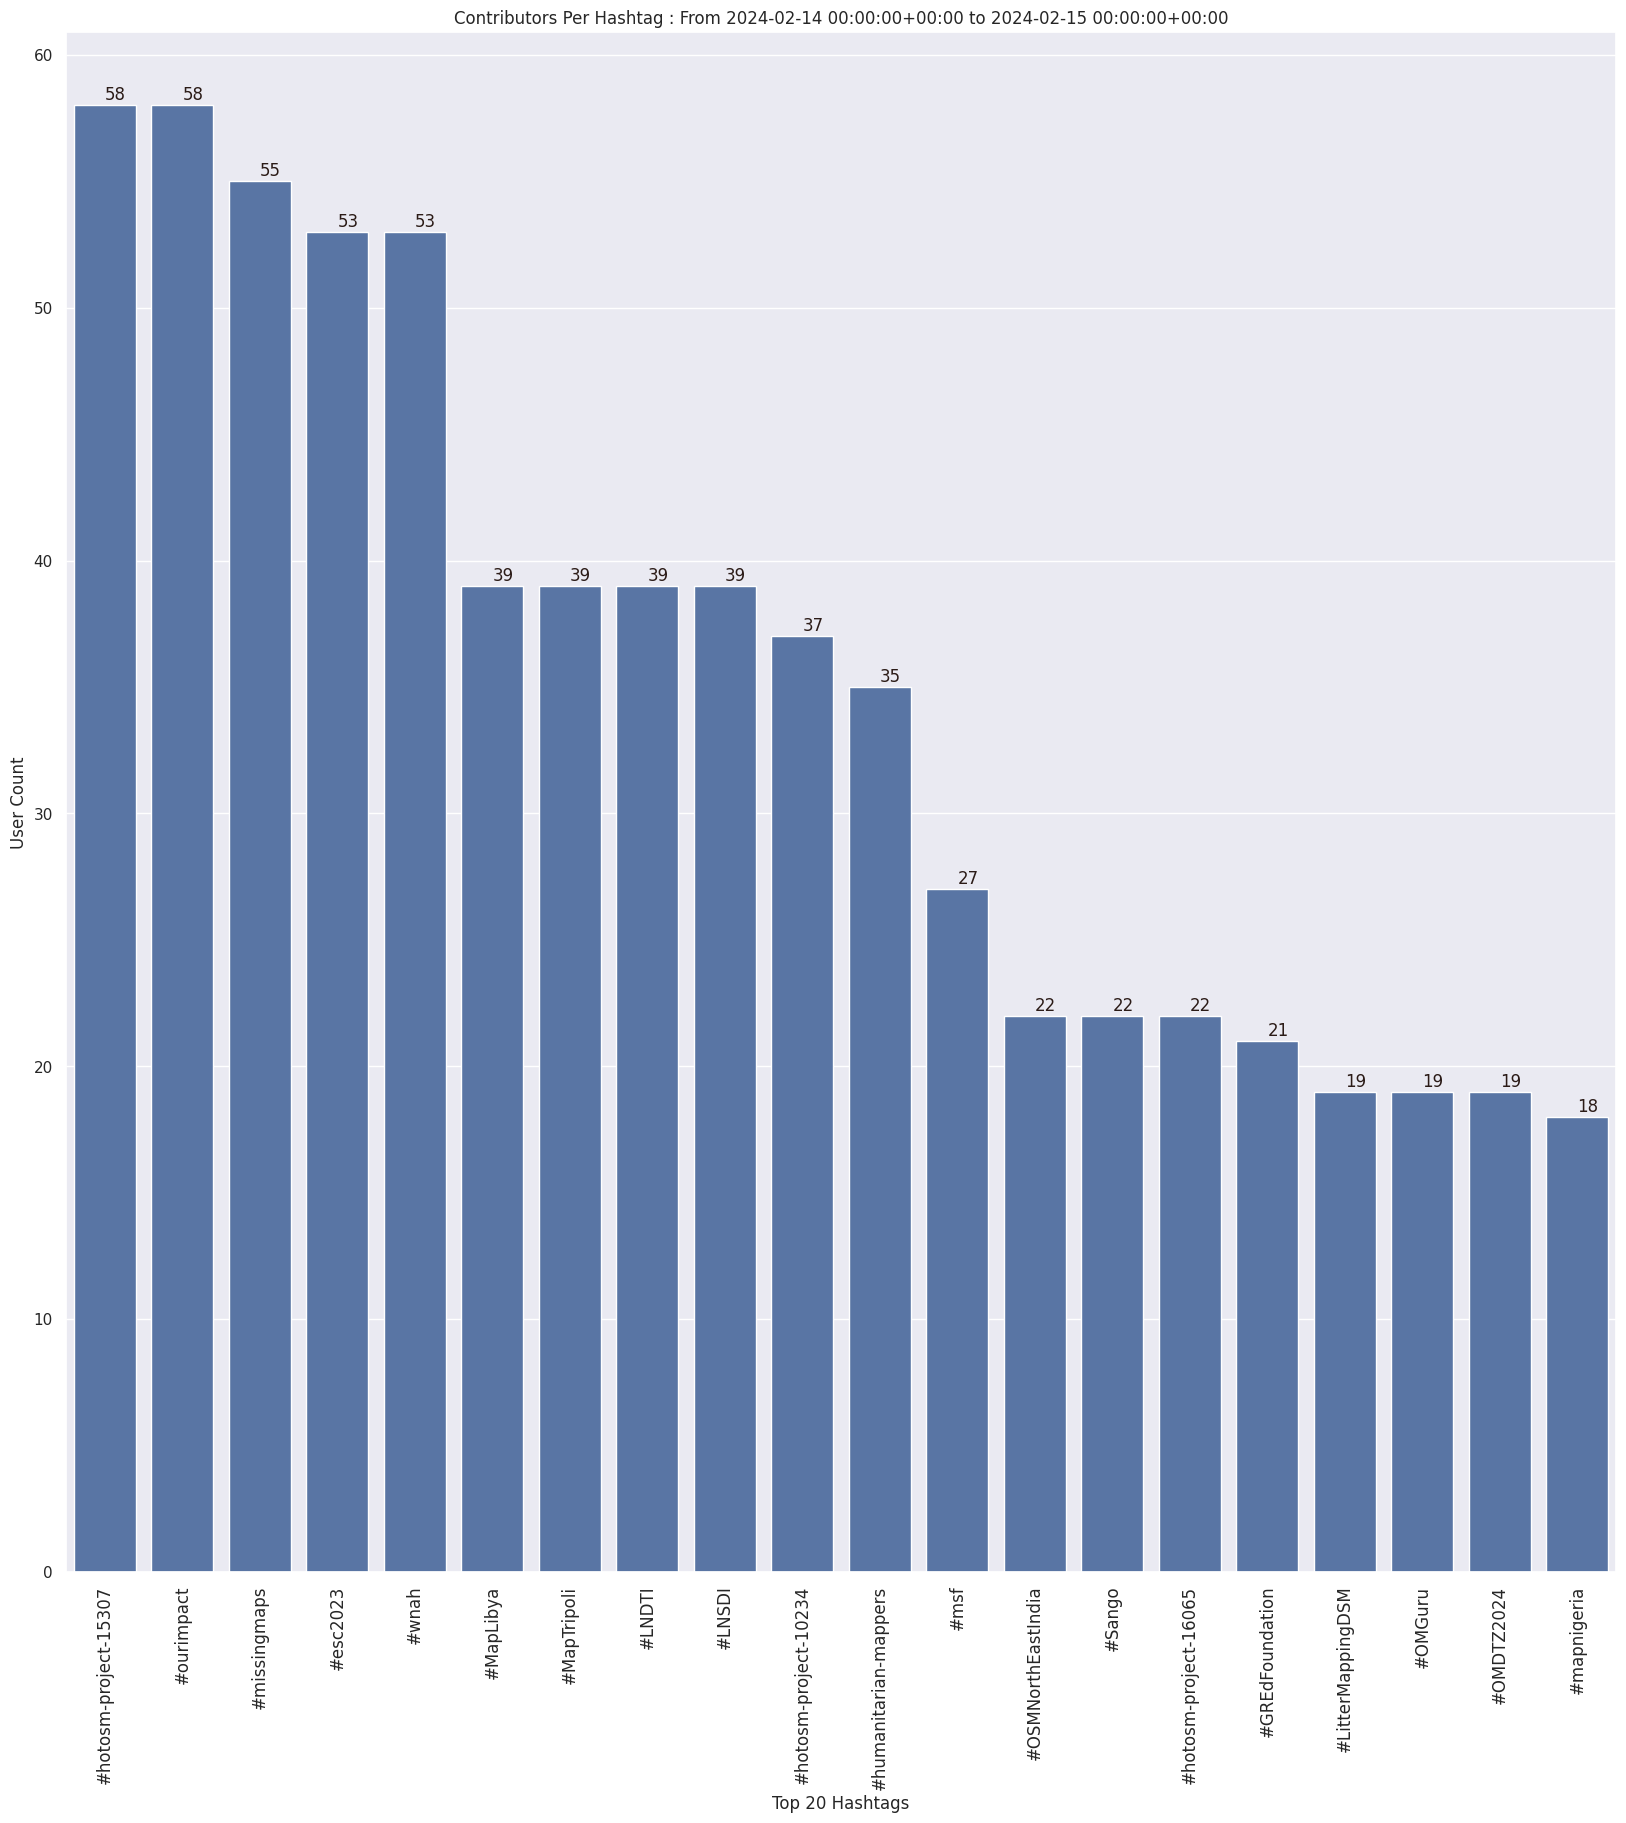 Contributors Per Hashtag : From 2024-02-14 00:00:00+00:00 to 2024-02-15 00:00:00+00:00
User Count
60
50
40
30
20
10
0
58
58
55
53
53
39
39
39
39
37
35
27
22
22
22
21
19
19
19
18
#hotosm-project-15307
#ourimpact
#missingmaps
#esc2023
#wnah
#MapLibya
#MapTripoli
#LNDTI
#LNSDI
#hotosm-project-10234
#humanitarian-mappers
#msf
#OSMNorthEastIndia
#Sango
#hotosm-project-16065
#GREdFoundation
#LitterMappingDSM
#OMGuru
#OMDTZ2024
#mapnigeria
Top 20 Hashtags